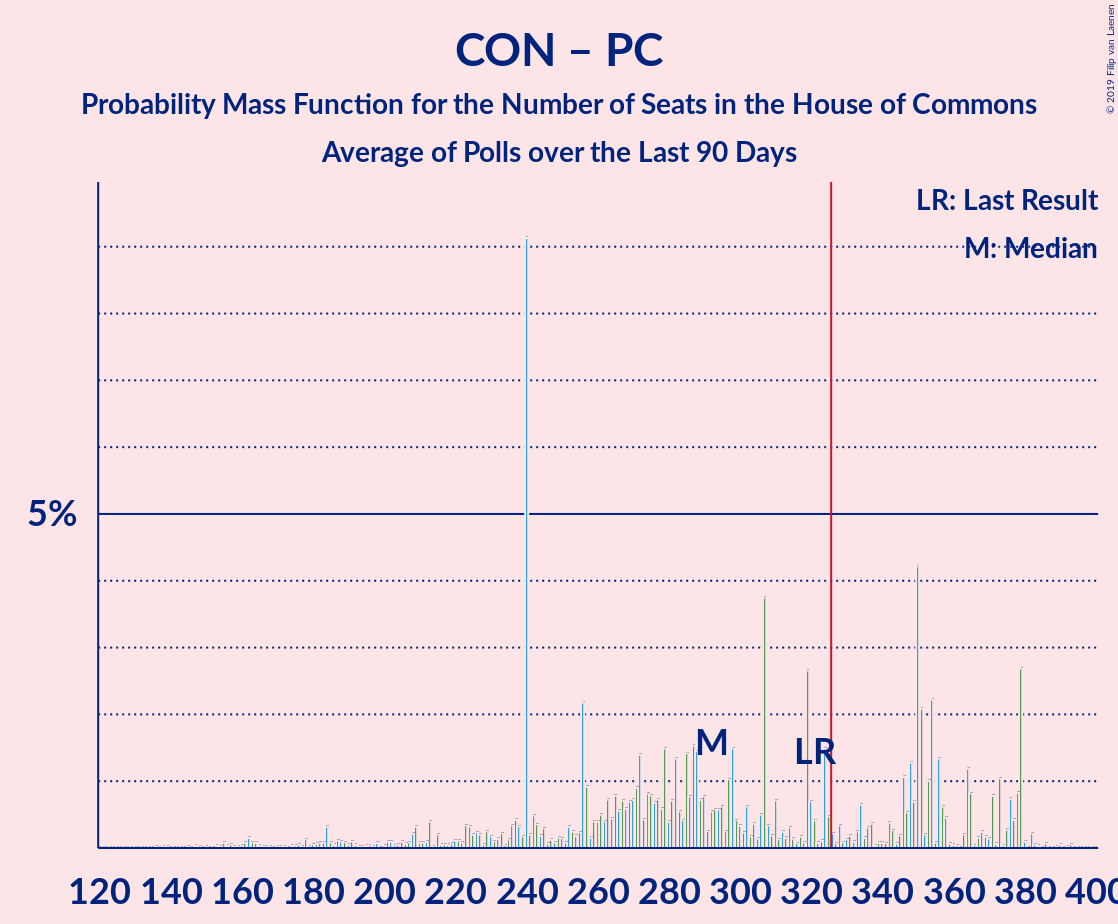 CON – PC
Probability Mass Function for the Number of Seats in the House of Commons
Average of Polls over the Last 90 Days
© 2019 Filip van Laenen
LR: Last Result
M: Median
5%
M
LR
120 140 160 180 200 220 240 260 280 300 320 340 360 380 400